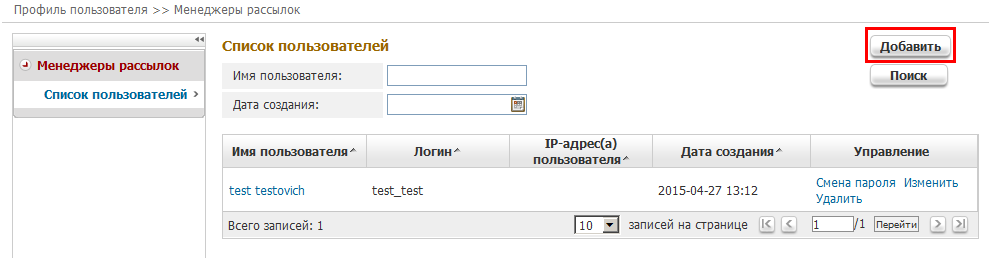 Профиль пользователя >> Менеджеры рассылок
Менеджеры рассылок
Список пользователей
Список пользователей
Добавить
Имя пользователя:
Поиск
Дата создания:
Имя пользователя Логин IP-адрес(а) пользователя Дата создания Управление
test testovich test_test 2015-04-27 13:12 Смена пароля Изменить
Удалить
Всего записей: 1 10 записей на странице 1 /1 Перейти